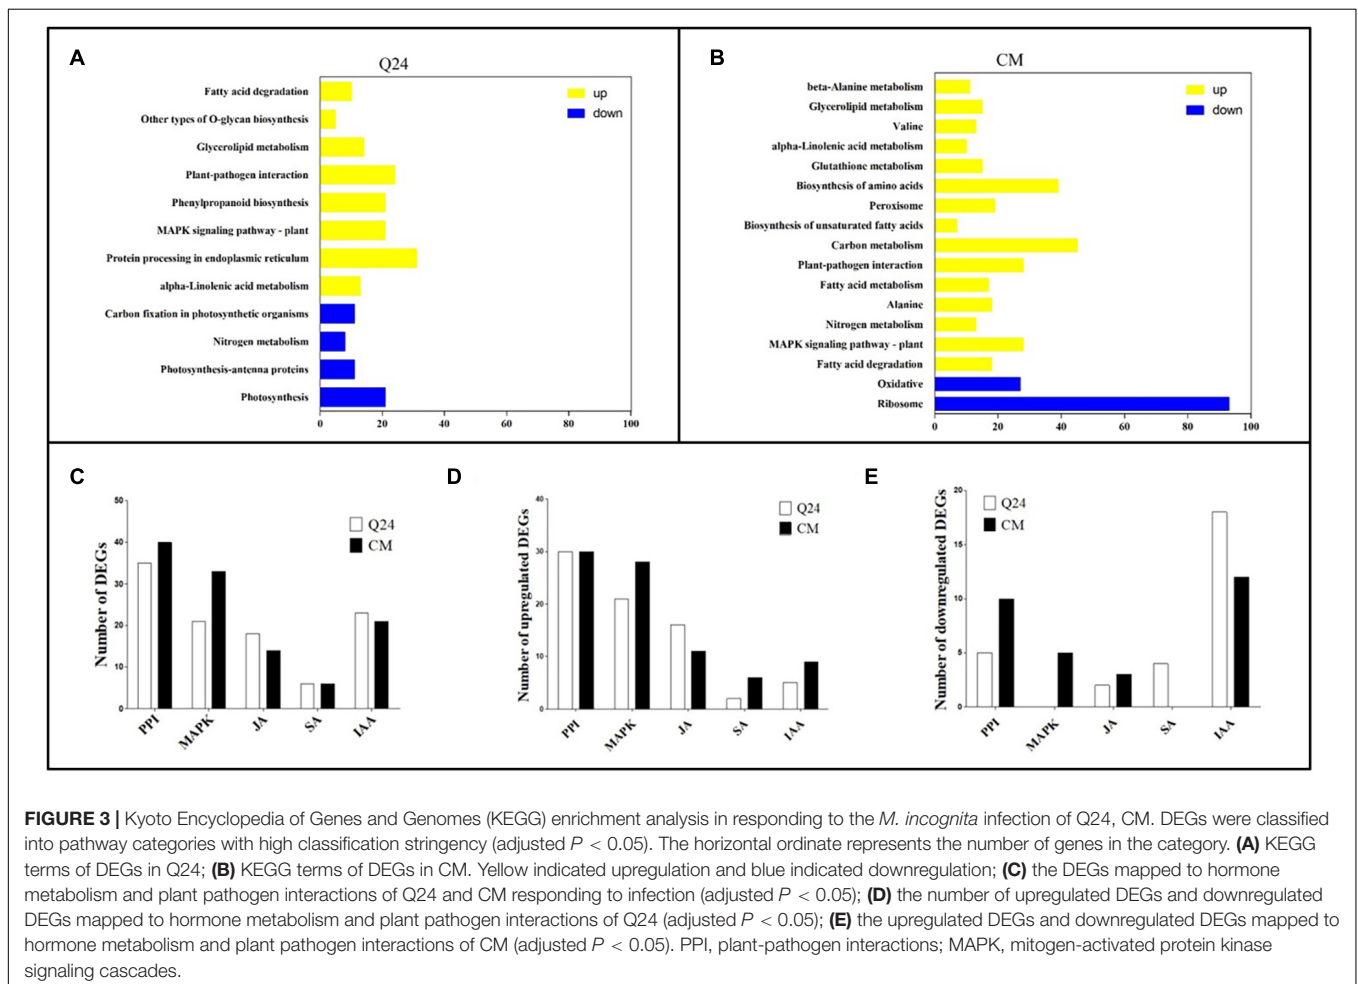 A
Q24
up
down
Fatty acid degradation
Other types of O-glycan biosynthesis
Glycerolipid metabolism
Plant-pathogen interaction
Phenylpropanoid biosynthesis
MAPK signaling pathway - plant
Protein processing in endoplasmic reticulum
alpha-Linolenic acid metabolism
Carbon fixation in photosynthetic organisms
Nitrogen metabolism
Photosynthesis-antenna proteins
Photosynthesis
0 20 40 60 80 100
B
CM
up
down
beta-Alanine metabolism
Glycerolipid metabolism
Valine
alpha-Linolenic acid metabolism
Glutathione metabolism
Biosynthesis of amino acids
Peroxisome
Biosynthesis of unsaturated fatty acids
Carbon metabolism
Plant-pathogen interaction
Fatty acid metabolism
Alanine
Nitrogen metabolism
MAPK signaling pathway - plant
Fatty acid degradation
Oxidative
Ribosome
0 20 40 60 80 100
C
Number of DEGs
50
40
30
20
10
0
Q24
CM
PPI MAPK JA SA IAA
D
Number of upregulated DEGs
40
30
20
10
0
Q24
CM
PPI MAPK JA SA IAA
E
Number of downregulated DEGs
20
15
10
5
0
Q24
CM
PPI MAPK JA SA IAA
FIGURE 3 | Kyoto Encyclopedia of Genes and Genomes (KEGG) enrichment analysis in responding to the M. incognita infection of Q24, CM. DEGs were classified
into pathway categories with high classification stringency (adjusted P < 0.05). The horizontal ordinate represents the number of genes in the category. (A) KEGG
terms of DEGs in Q24; (B) KEGG terms of DEGs in CM. Yellow indicated upregulation and blue indicated downregulation; (C) the DEGs mapped to hormone
metabolism and plant pathogen interactions of Q24 and CM responding to infection (adjusted P < 0.05); (D) the number of upregulated DEGs and downregulated
DEGs mapped to hormone metabolism and plant pathogen interactions of Q24 (adjusted P < 0.05); (E) the upregulated DEGs and downregulated DEGs mapped to
hormone metabolism and plant pathogen interactions of CM (adjusted P < 0.05). PPI, plant-pathogen interactions; MAPK, mitogen-activated protein kinase
signaling cascades.